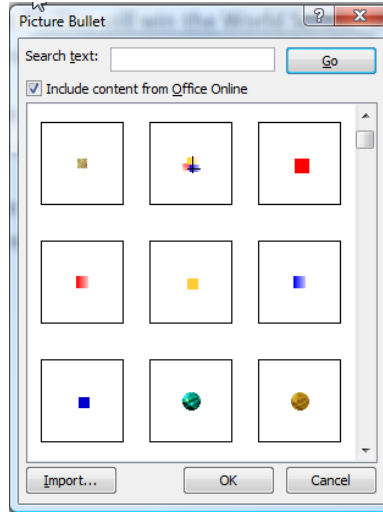 Picture Bullet
Search text:
Go
Include content from Office Online
Import...
OK
Cancel